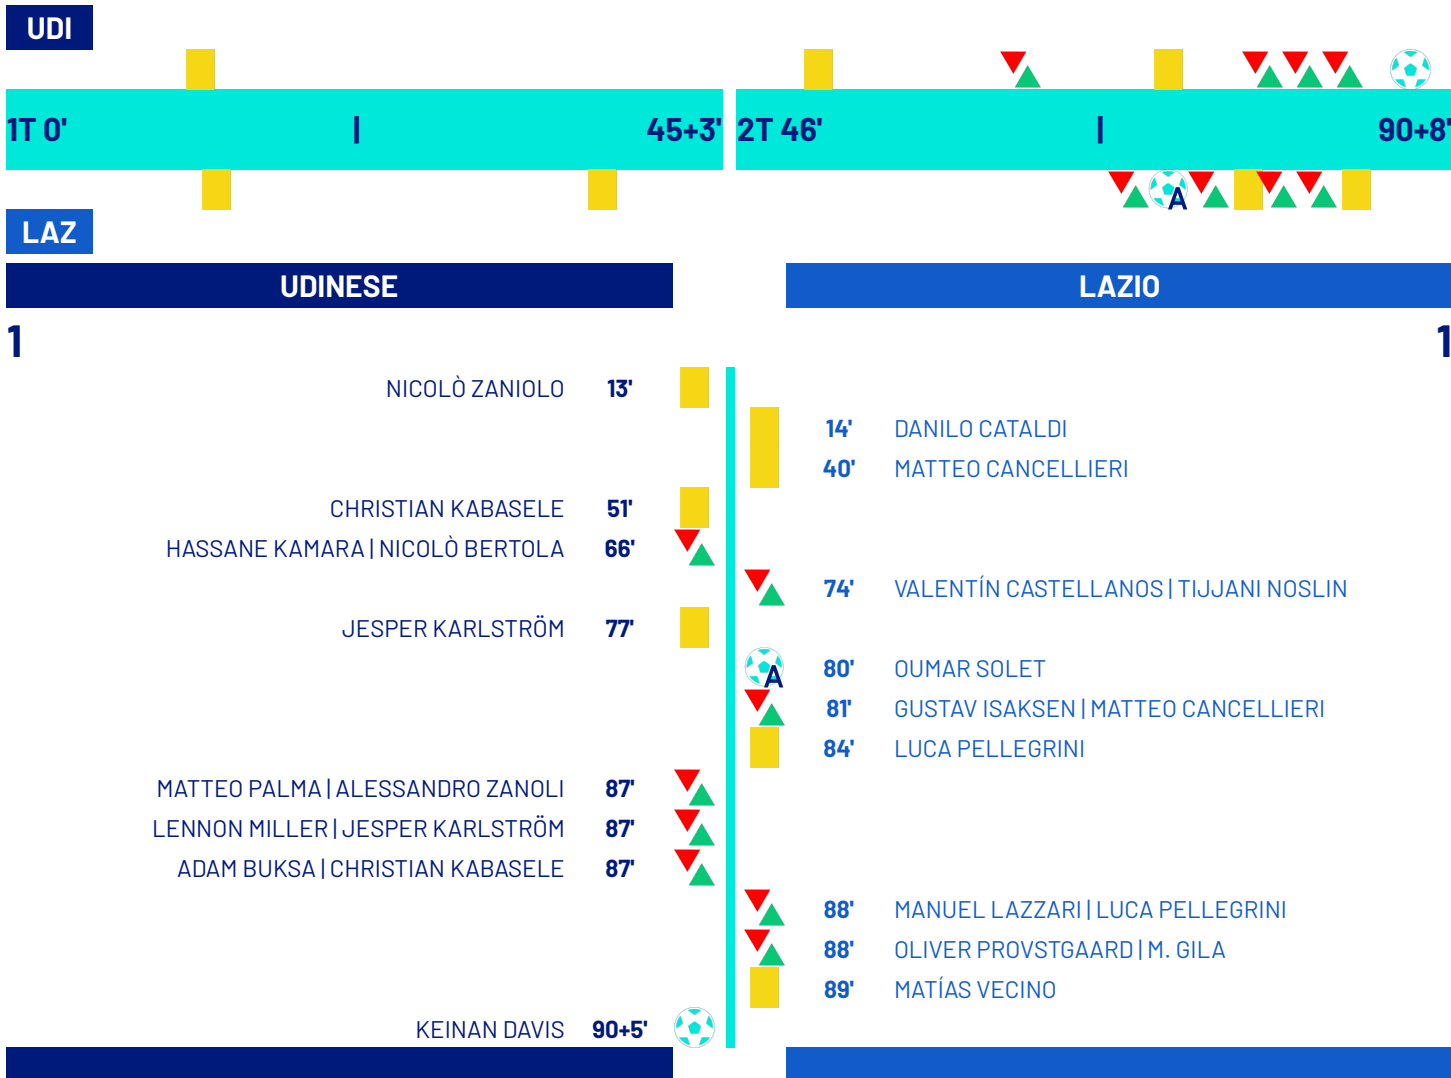 UDI
1T 0' | 45+3' 2T 46' | 90+8'
A
LAZ
UDINESE LAZIO
1 1
NICOLÒ ZANIOLO 13'
14' DANILO CATALDI
40' MATTEO CANCELLIERI
CHRISTIAN KABASELE 51'
HASSANE KAMARA | NICOLÒ BERTOLA 66'
74' VALENTÍN CASTELLANOS | TIJJANI NOSLIN
JESPER KARLSTRÖM 77'
A 80' OUMAR SOLET
81' GUSTAV ISAKSEN | MATTEO CANCELLIERI
84' LUCA PELLEGRINI
MATTEO PALMA | ALESSANDRO ZANOLI 87'
LENNON MILLER | JESPER KARLSTRÖM 87'
ADAM BUKSA | CHRISTIAN KABASELE 87'
88' MANUEL LAZZARI | LUCA PELLEGRINI
88' OLIVER PROVSTGAARD | M. GILA
89' MATÍAS VECINO
KEINAN DAVIS 90+5'